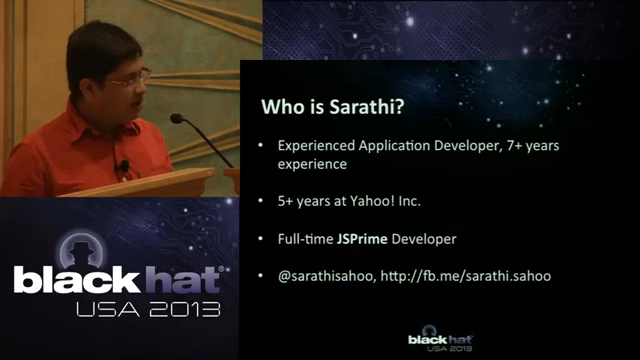 Who is Sarathi?
• Experienced Application Developer, 7+ years
experience
• 5+ years at Yahoo! Inc.
• Full-time JSPrime Developer
• @sarathisahoo, http://fb.me/sarathi.sahoo
black hat®
USA 2013
black hat
USA 2013